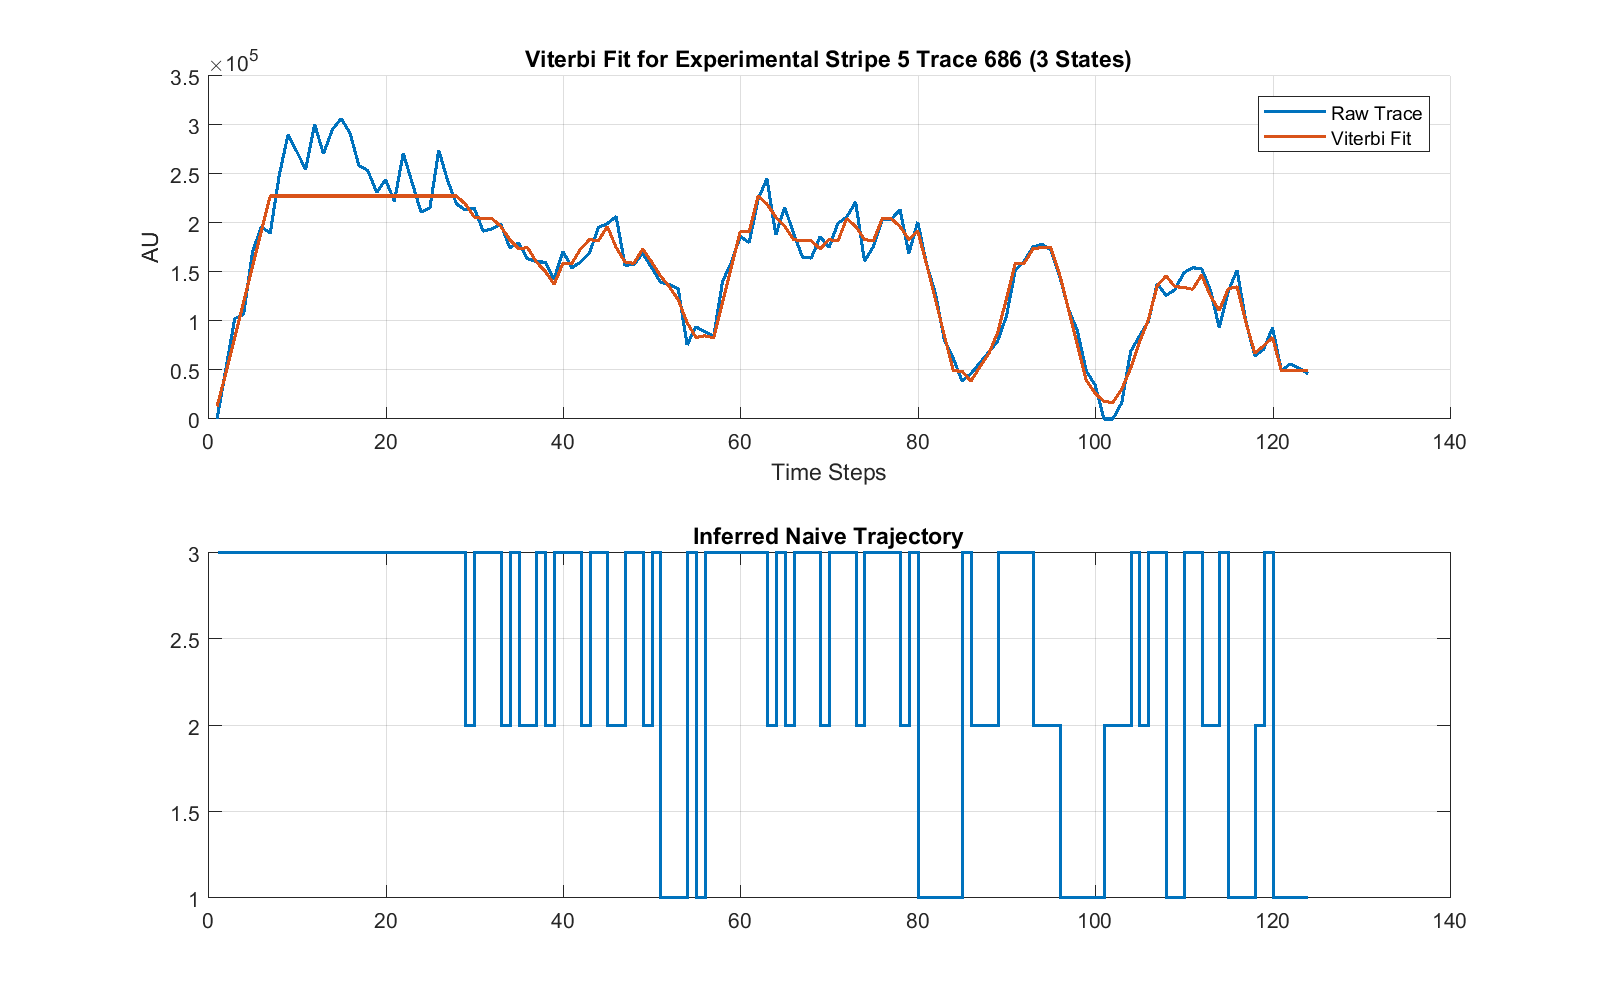 Viterbi Fit for Experimental Stripe 5 Trace 686 (3 States)
×10^5
3.5
3
2.5
2
1.5
1
0.5
0
AU
Raw Trace
Viterbi Fit
0 20 40 60 80 100 120 140
Time Steps
Inferred Naive Trajectory
3
2.5
2
1.5
1
0 20 40 60 80 100 120 140